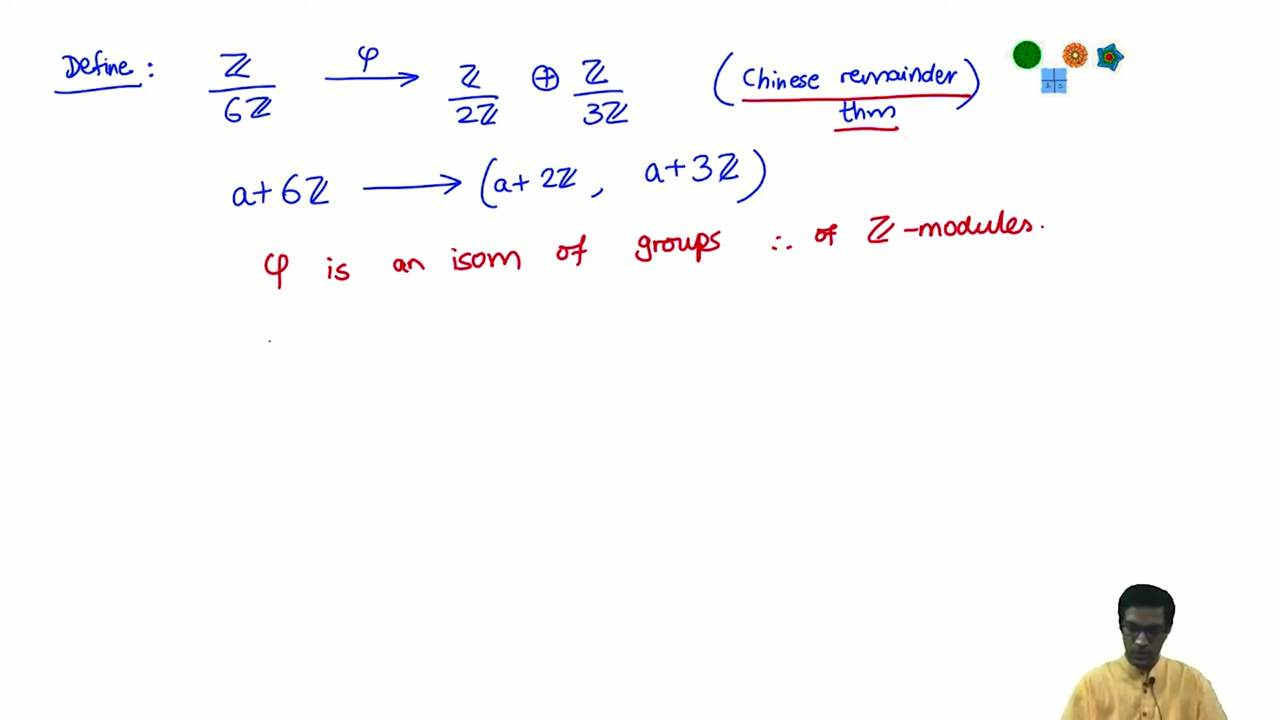 Define: ℤ/6ℤ —φ→ ℤ/2ℤ ⊕ ℤ/3ℤ (Chinese remainder thm)
a+6ℤ ⟶ (a+2ℤ, a+3ℤ)
φ is an isom of groups ∴ of ℤ-modules.